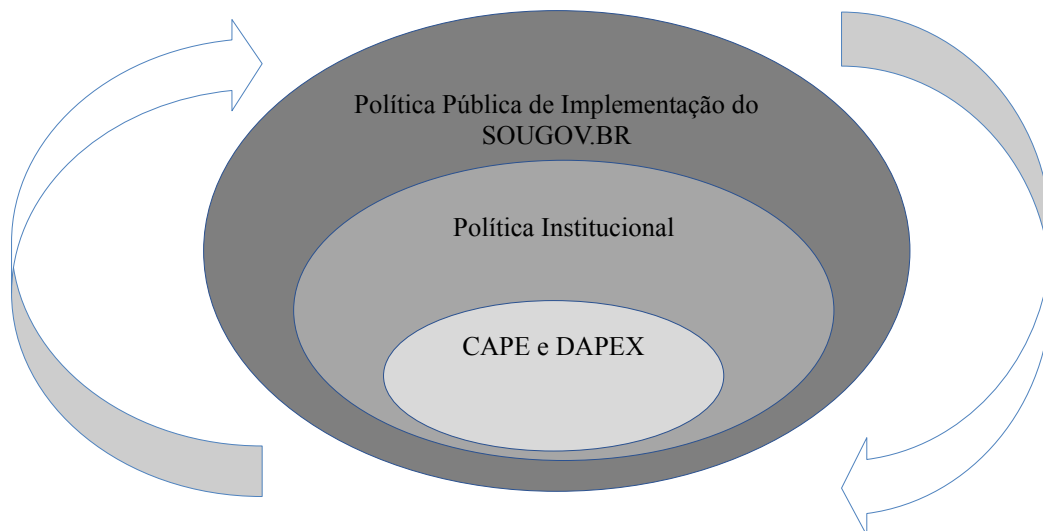 Política Pública de Implementação do
SOUGOV.BR
Política Institucional
CAPE e DAPEX